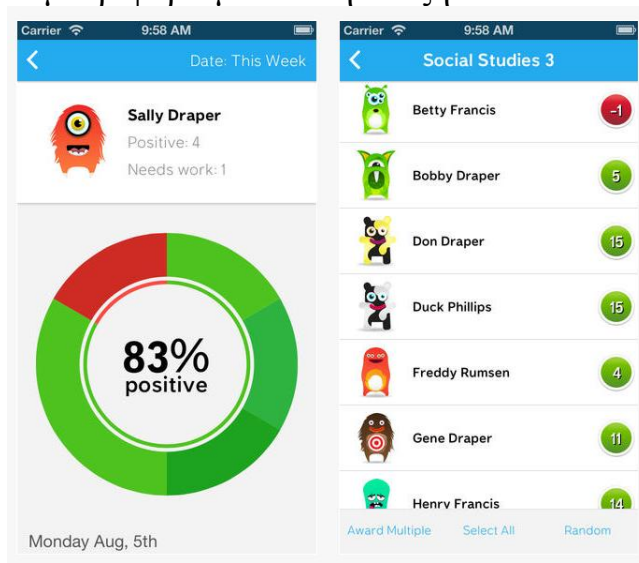 Carrier 9:58 AM
Date: This Week
Sally Draper
Positive: 4
Needs work: 1
83%
positive
Monday Aug, 5th
Carrier 9:58 AM
Social Studies 3
Betty Francis -1
Bobby Draper 5
Don Draper 15
Duck Phillips 15
Freddy Rumsen 4
Gene Draper 11
Henry Francis 14
Award Multiple Select All Random